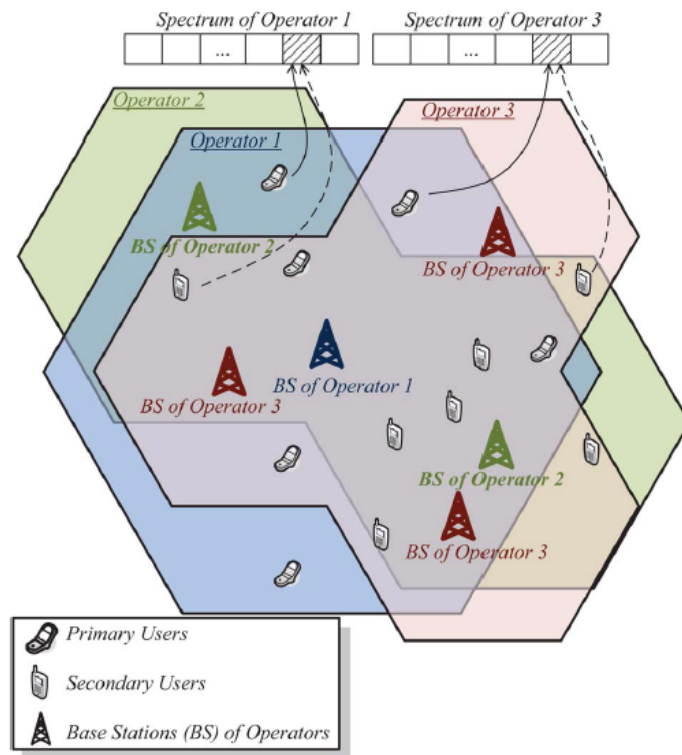 Spectrum of Operator 1
Spectrum of Operator 3
...
...
Operator 2
Operator 3
Operator 1
BS of Operator 2
BS of Operator 3
BS of Operator 1
BS of Operator 3
BS of Operator 2
BS of Operator 3
Primary Users
Secondary Users
Base Stations (BS) of Operators